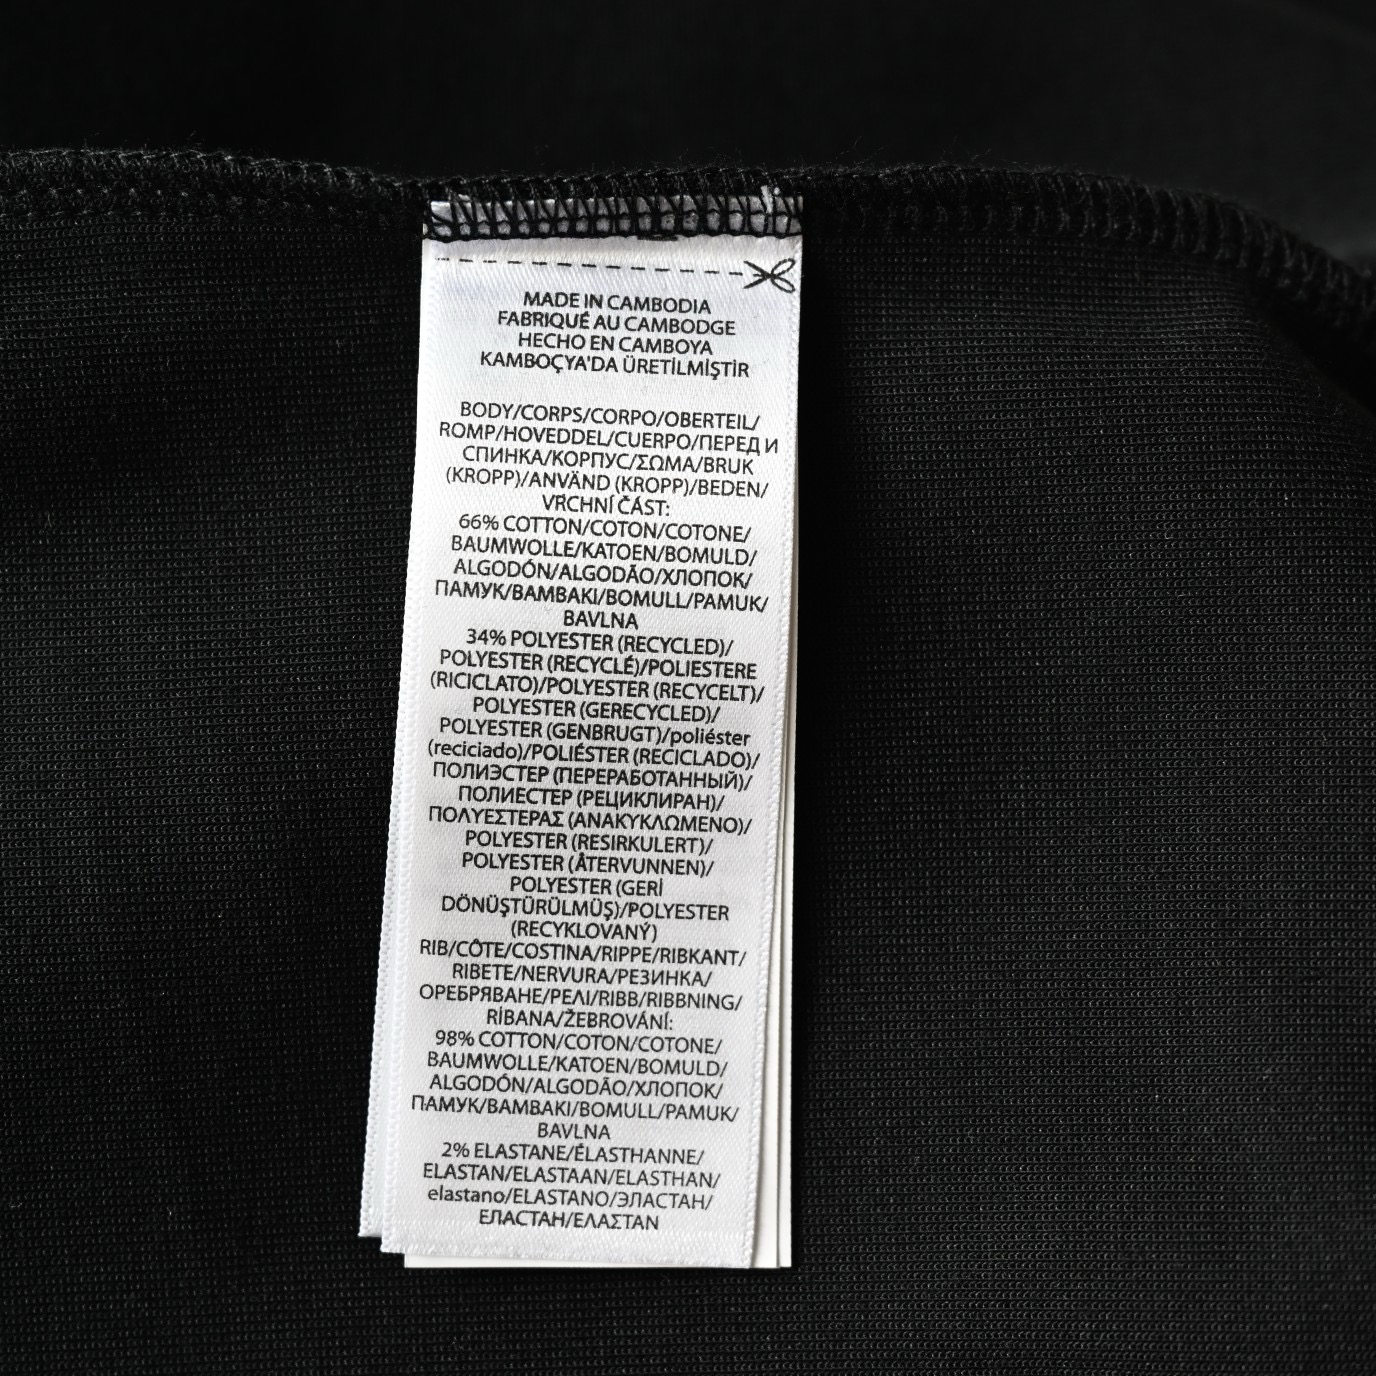 MADE IN CAMBODIA
FABRIQUÉ AU CAMBODGE
HECHO EN CAMBOYA
KAMBOÇYA'DA ÜRETİLMİŞTİR
BODY/CORPS/CORPO/OBERTEIL/
ROMP/HOVEDDEL/CUERPO/ПЕРЕД И
СПИНКА/КОРПУС/ΣΩΜΑ/BRUK
(KROPP)/ANVÄND (KROPP)/BEDEN/
VRCHNÍ ČÁST:
66% COTTON/COTON/COTONE/
BAUMWOLLE/KATOEN/BOMULD/
ALGODÓN/ALGODÃO/ХЛОПОК/
ПАМУК/BAMBAKI/BOMULL/PAMUK/
BAVLNA
34% POLYESTER (RECYCLED)/
POLYESTER (RECYCLÉ)/POLIESTERE
(RICICLATO)/POLYESTER (RECYCELT)/
POLYESTER (GERECYCLED)/
POLYESTER (GENBRUGT)/poliéster
(reciclado)/POLIÉSTER (RECICLADO)/
ПОЛИЭСТЕР (ПЕРЕРАБОТАННЫЙ)/
ПОЛИЕСТЕР (РЕЦИКЛИРАН)/
ΠΟΛΥΕΣΤΕΡΑΣ (ΑΝΑΚΥΚΛΩΜΕΝΟ)/
POLYESTER (RESIRKULERT)/
POLYESTER (ÅTERVUNNEN)/
POLYESTER (GERİ
DÖNÜŞTÜRÜLMÜŞ)/POLYESTER
(RECYKLOVANÝ)
RIB/CÔTE/COSTINA/RIPPE/RIBKANT/
RIBETE/NERVURA/РЕЗИНКА/
ОРЕБРЯВАНЕ/ΡΕΛΙ/RIBB/RIBBNING/
RİBANA/ŽEBROVÁNÍ:
98% COTTON/COTON/COTONE/
BAUMWOLLE/KATOEN/BOMULD/
ALGODÓN/ALGODÃO/ХЛОПОК/
ПАМУК/BAMBAKI/BOMULL/PAMUK/
BAVLNA
2% ELASTANE/ÉLASTHANNE/
ELASTAN/ELASTAAN/ELASTHAN/
elastano/ELASTANO/ЭЛАСТАН/
ЕЛАСТАН/ΕΛΑΣΤΑΝ